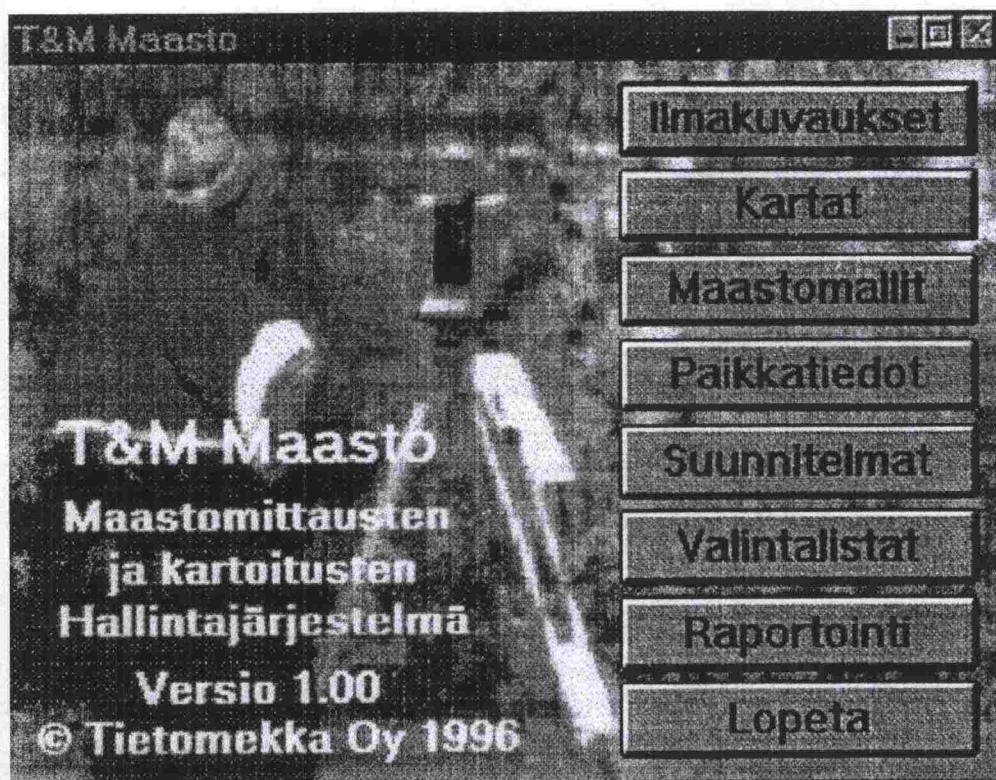 T&M Maasto
Ilmakuvaukset
Kartat
Maastomallit
Paikkatiedot
Suunnitelmat
Valintalistat
Raportointi
Lopeta
T&M Maasto
Maastomittausten
ja kartoitusten
Hallintajärjestelmä
Versio 1.00
© Tietomekka Oy 1996